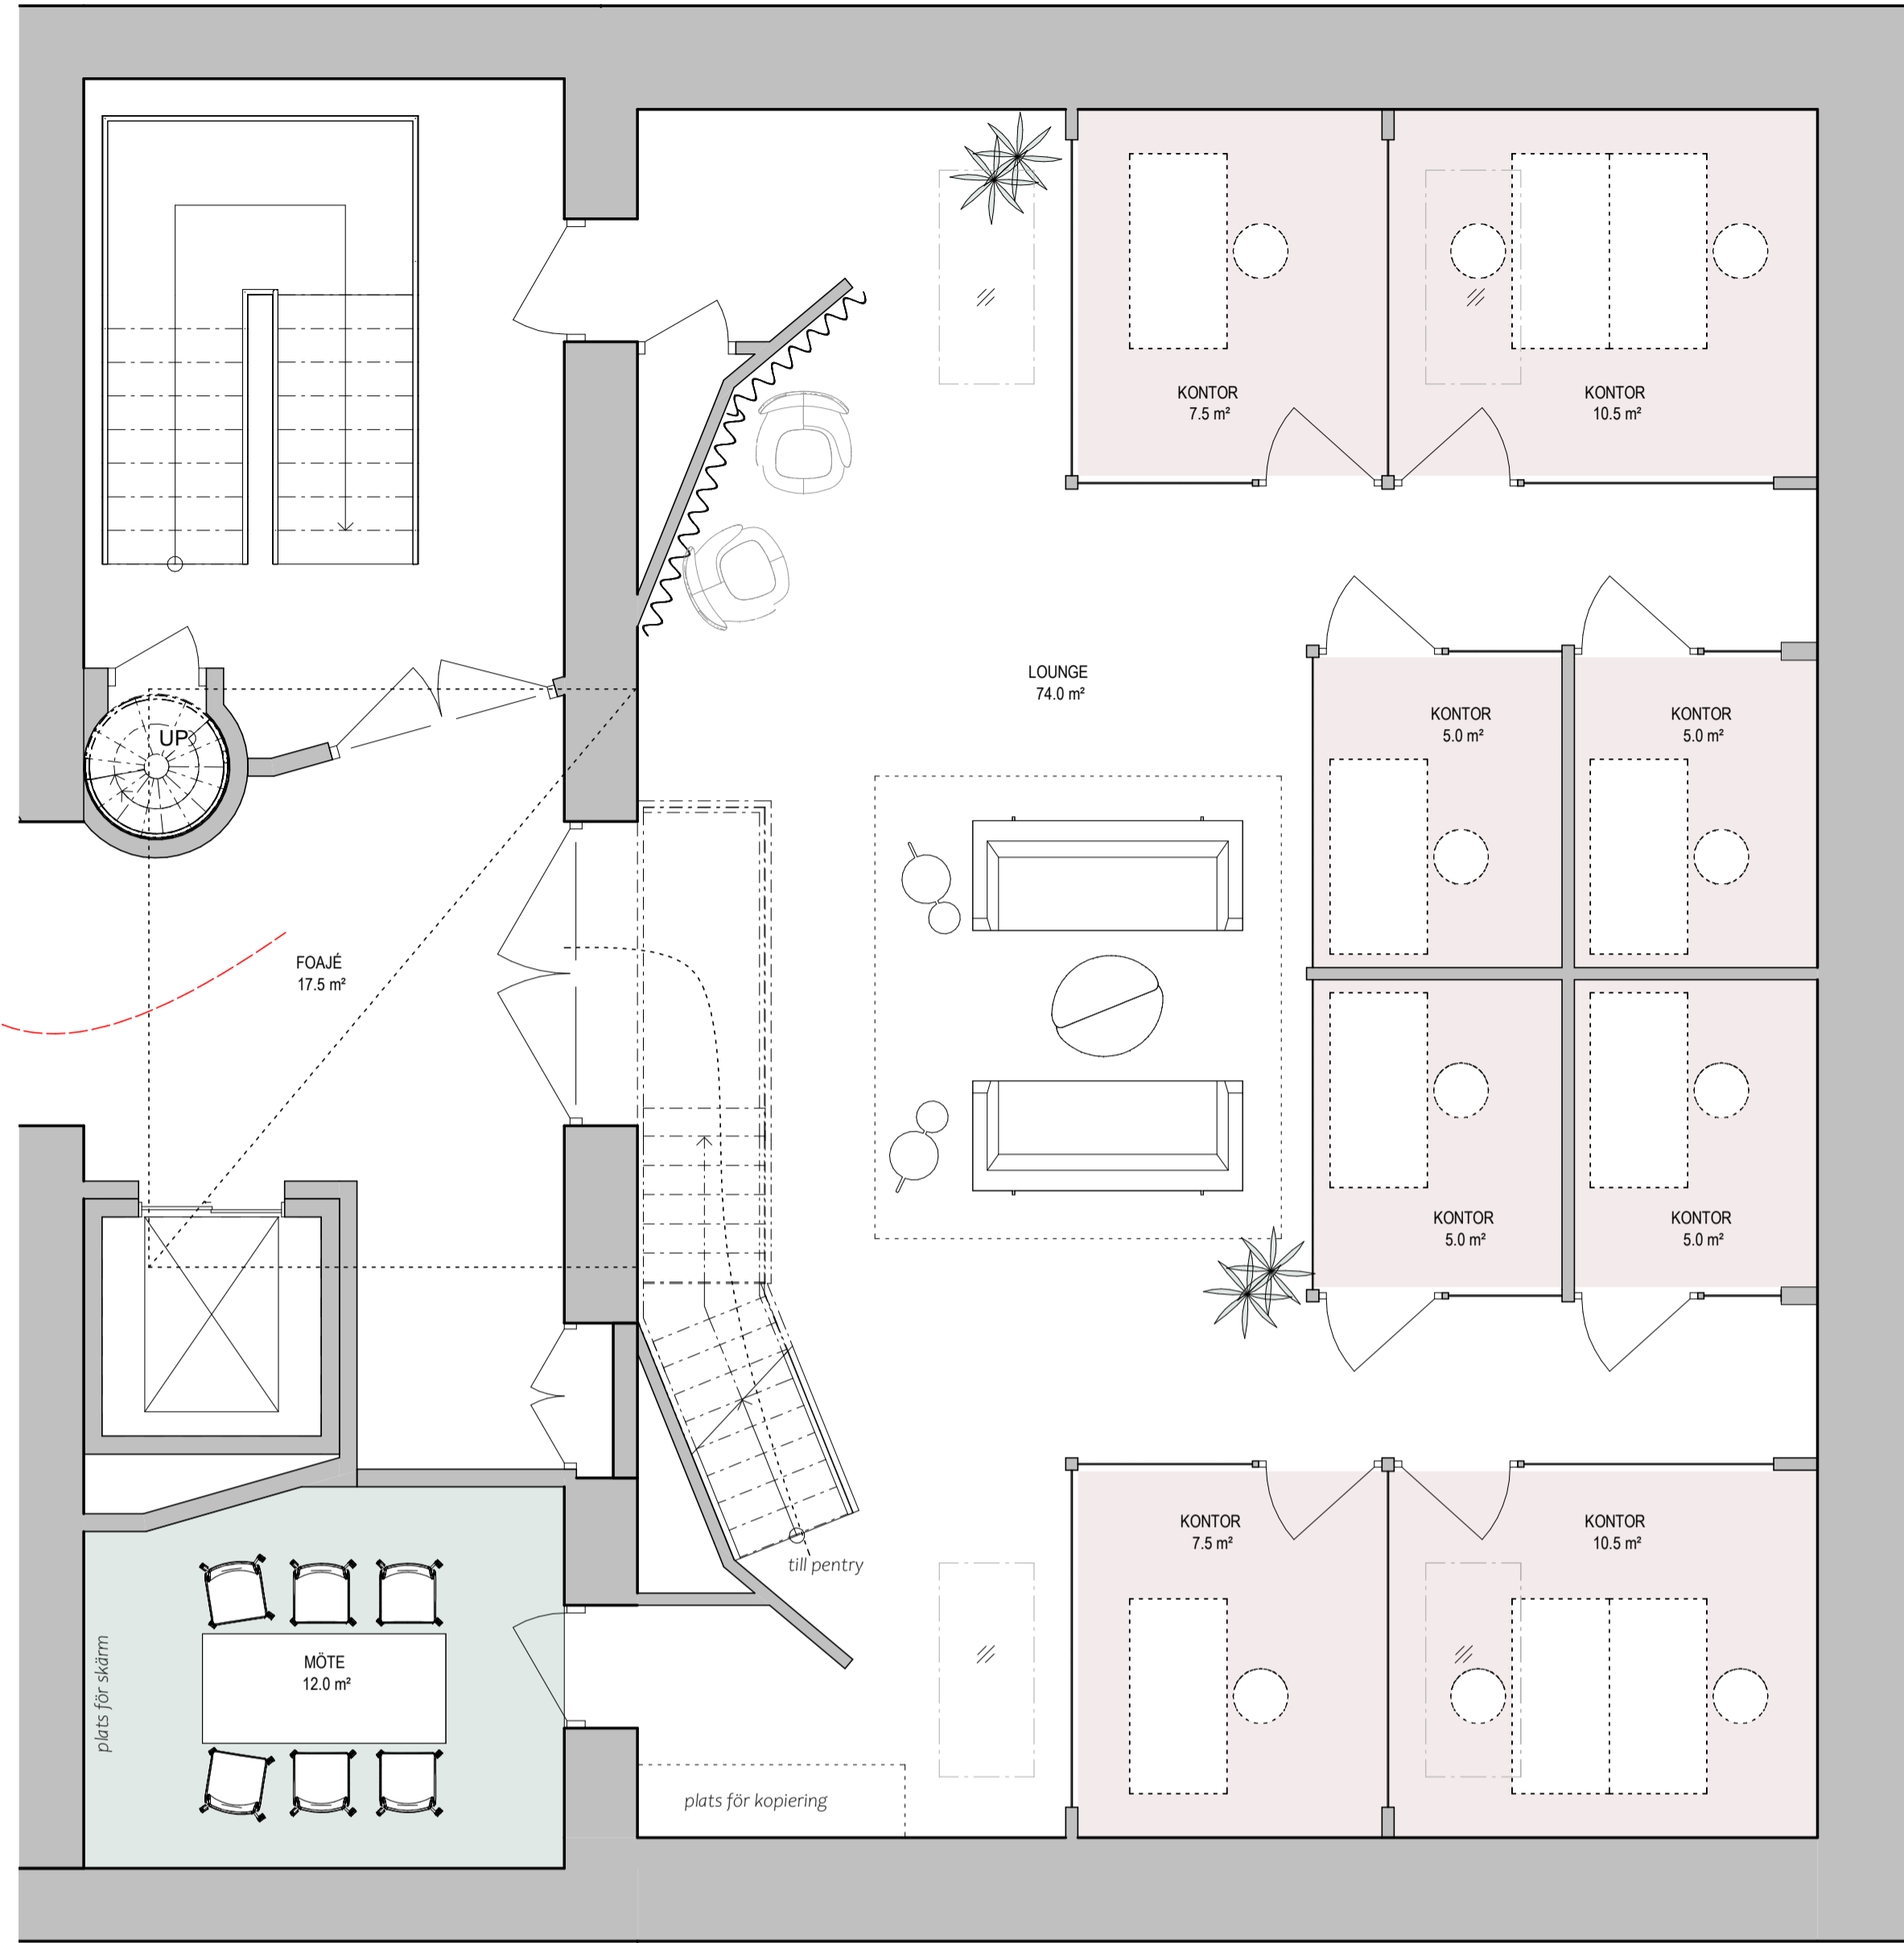 KONTOR
7.5 m²
KONTOR
10.5 m²
LOUNGE
74.0 m²
KONTOR
5.0 m²
KONTOR
5.0 m²
UP
FOAJÉ
17.5 m²
KONTOR
5.0 m²
KONTOR
5.0 m²
KONTOR
7.5 m²
KONTOR
10.5 m²
till pentry
plats för skärm
MÖTE
12.0 m²
plats för kopiering